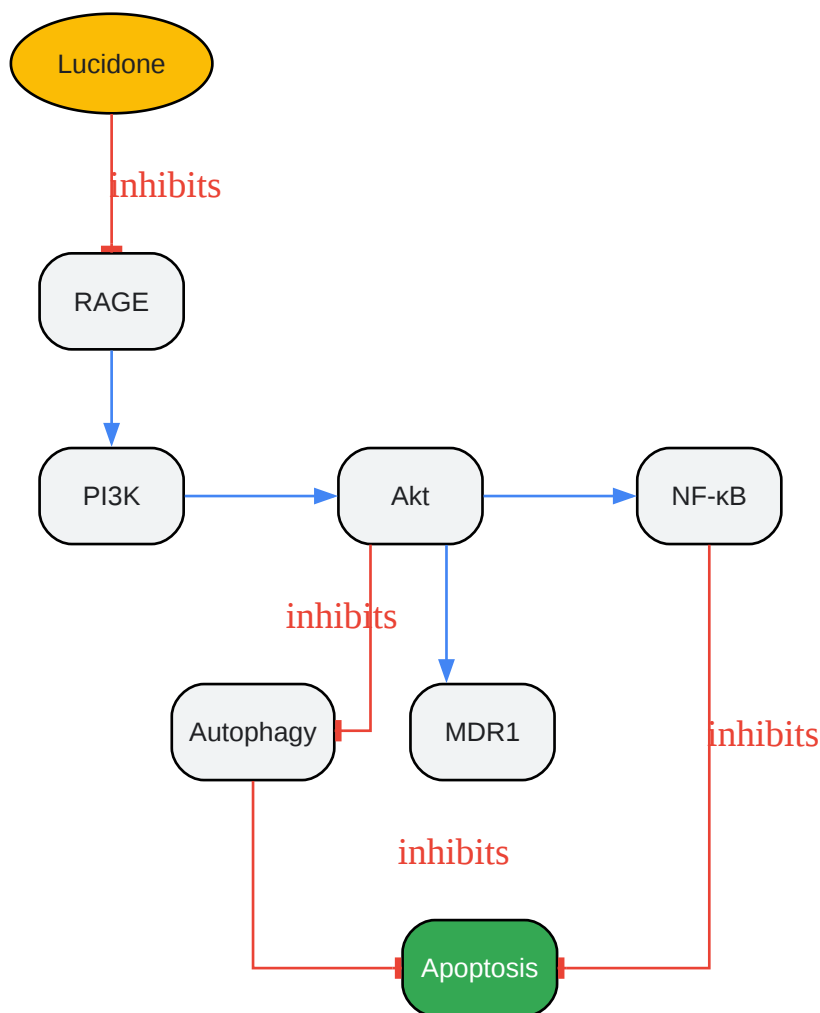 Lucidone
inhibits
RAGE
PI3K
Akt
NF-κB
inhibits
Autophagy
MDR1
inhibits
inhibits
Apoptosis